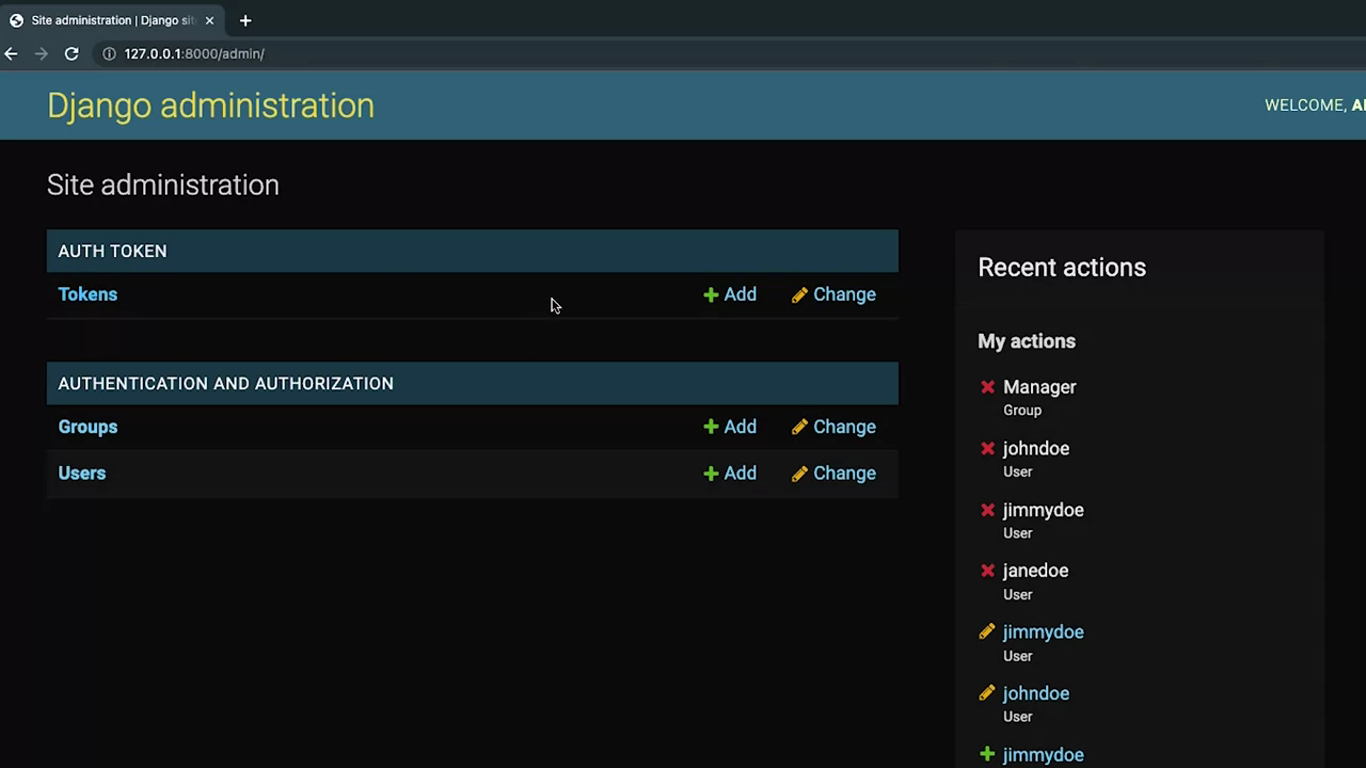 Site administration | Django sit
127.0.0.1:8000/admin/
Django administration
WELCOME,
Site administration
AUTH TOKEN
Tokens
Add
Change
AUTHENTICATION AND AUTHORIZATION
Groups
Add
Change
Users
Add
Change
Recent actions
My actions
Manager
Group
johndoe
User
jimmydoe
User
janedoe
User
jimmydoe
User
johndoe
User
jimmydoe